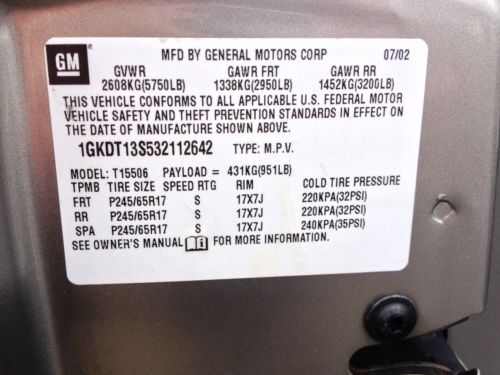 GM
MFD BY GENERAL MOTORS CORP 07/02
GVWR GAWR FRT GAWR RR
2608KG(5750LB) 1338KG(2950LB) 1452KG(3200LB)
THIS VEHICLE CONFORMS TO ALL APPLICABLE U.S. FEDERAL MOTOR
VEHICLE SAFETY AND THEFT PREVENTION STANDARDS IN EFFECT ON
THE DATE OF MANUFACTURE SHOWN ABOVE.
1GKDT13S532112642 TYPE: M.P.V.
MODEL: T15506 PAYLOAD = 431KG(951LB)
TPMB TIRE SIZE SPEED RTG RIM COLD TIRE PRESSURE
FRT P245/65R17 S 17X7J 220KPA(32PSI)
RR P245/65R17 S 17X7J 220KPA(32PSI)
SPA P245/65R17 S 17X7J 240KPA(35PSI)
SEE OWNER'S MANUAL FOR MORE INFORMATION.